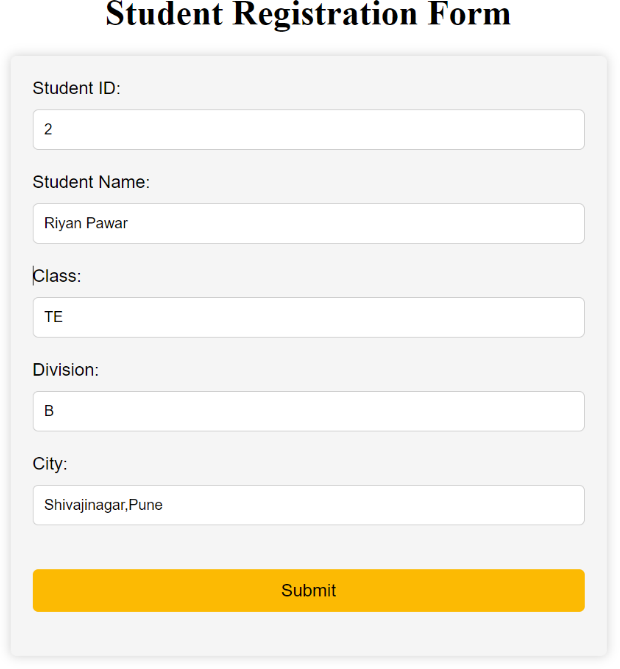 Student Registration Form
Student ID:
2
Student Name:
Riyan Pawar
Class:
TE
Division:
B
City:
Shivajinagar,Pune
Submit